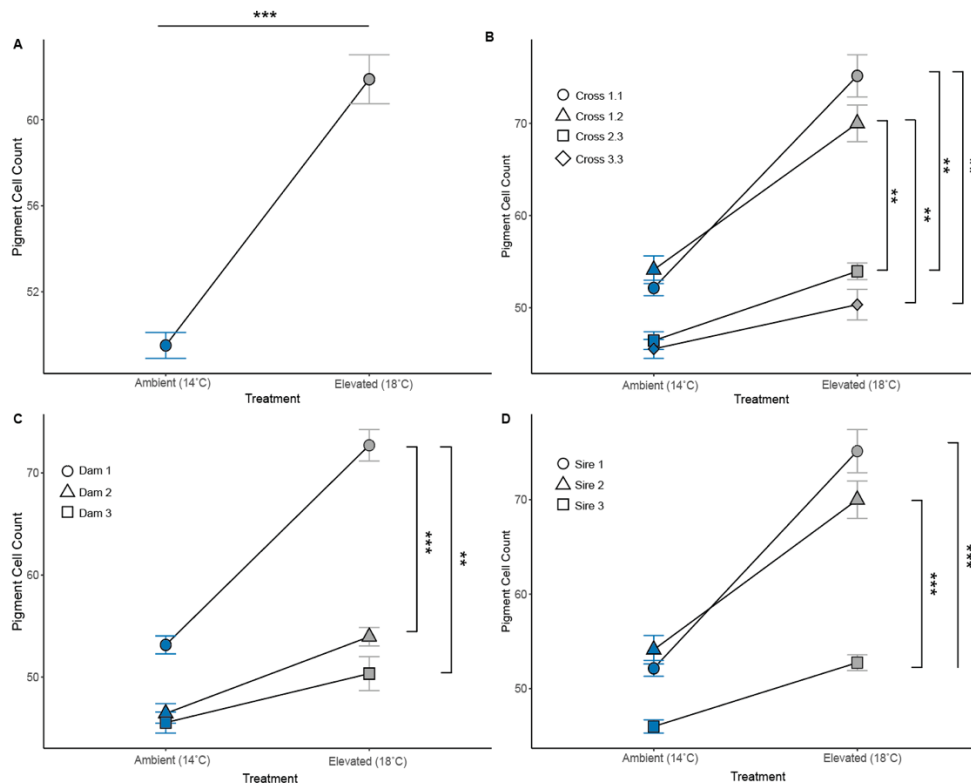 A
***
Pigment Cell Count
60
56
52
Ambient (14˚C)
Elevated (18˚C)
Treatment
B
Cross 1.1
Cross 1.2
Cross 2.3
Cross 3.3
Pigment Cell Count
70
60
50
**
**
**
Ambient (14˚C)
Elevated (18˚C)
Treatment
C
Dam 1
Dam 2
Dam 3
Pigment Cell Count
70
60
50
***
**
Ambient (14˚C)
Elevated (18˚C)
Treatment
D
Sire 1
Sire 2
Sire 3
Pigment Cell Count
70
60
50
***
***
Ambient (14˚C)
Elevated (18˚C)
Treatment